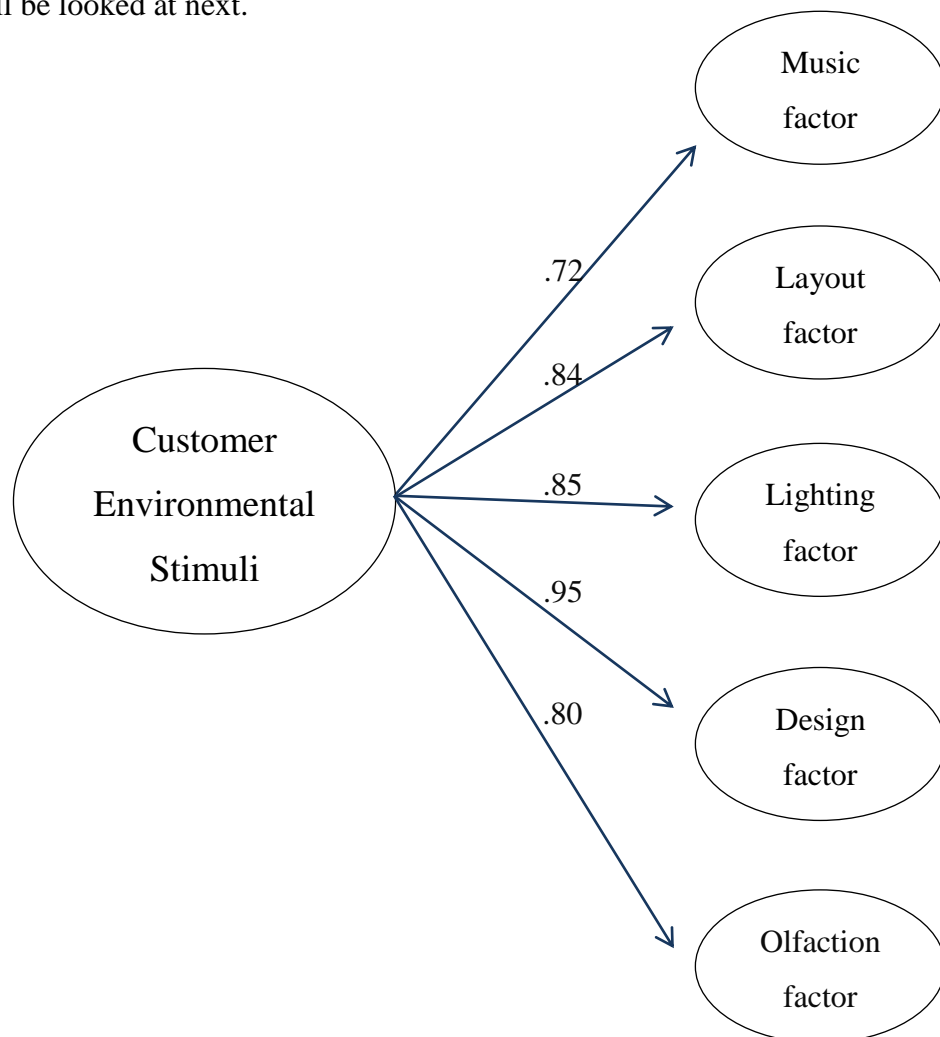 be looked at next.
Music
factor
.72
Layout
factor
.84
Customer
Environmental
Stimuli
.85
Lighting
factor
.95
.80
Design
factor
Olfaction
factor